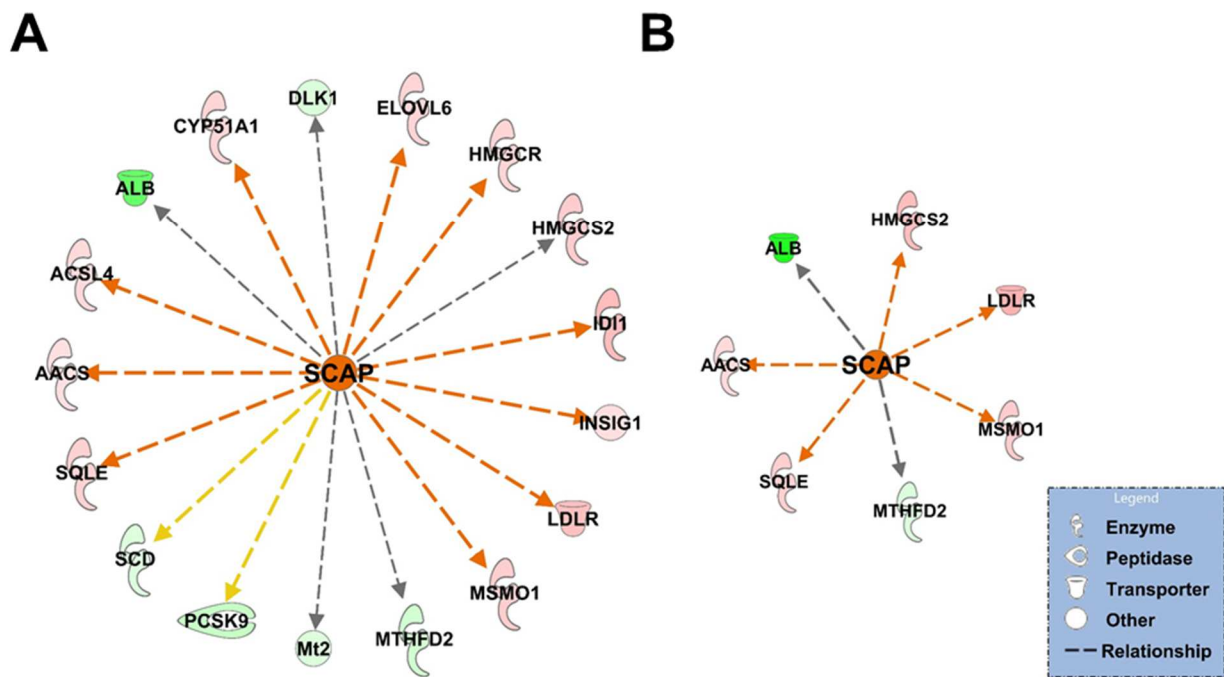 A
CYP51A1
DLK1
ELOVL6
HMGCR
ALB
HMGCS2
ACSL4
IDI1
AACS
SCAP
INSIG1
SQLE
LDLR
SCD
MSMO1
PCSK9
Mt2
MTHFD2
B
HMGCS2
ALB
LDLR
AACS
SCAP
MSMO1
SQLE
MTHFD2
Legend
Enzyme
Peptidase
Transporter
Other
Relationship